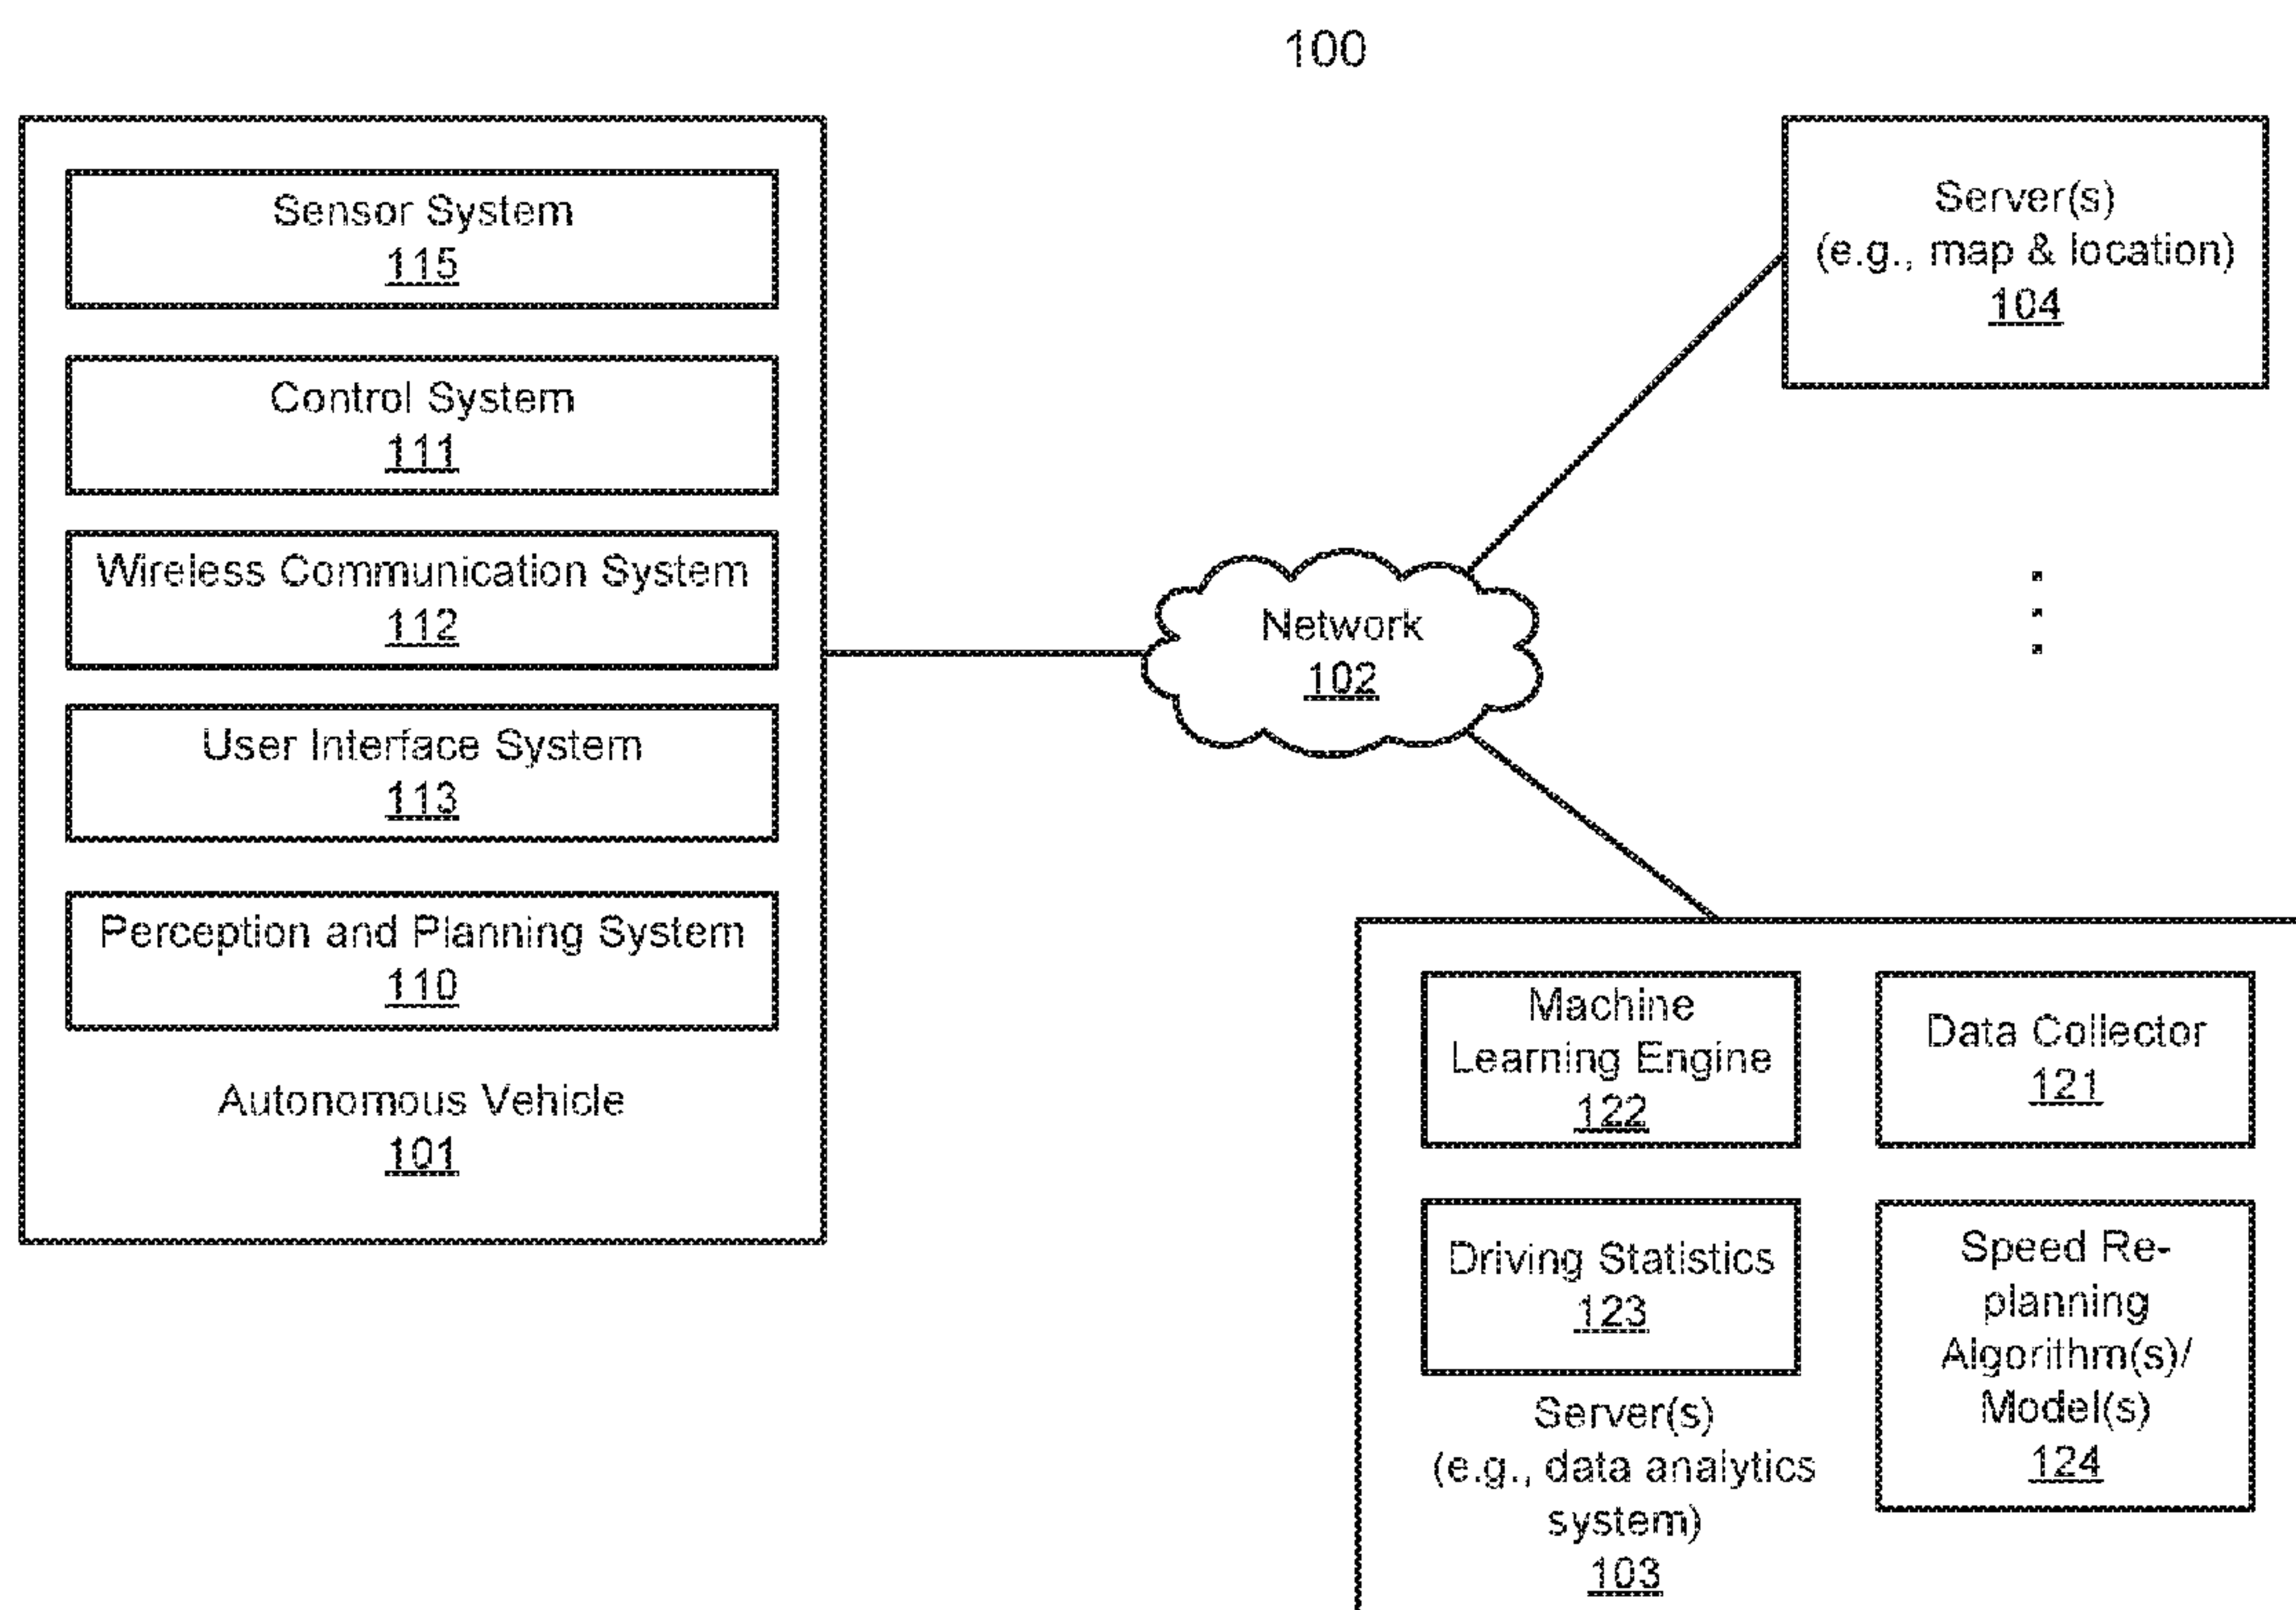 100
Sensor System
115
Control System
111
Wireless Communication System
112
User Interface System
113
Perception and Planning System
110
Autonomous Vehicle
101
Network
102
Server(s)
(e.g., map & location)
104
Machine
Learning Engine
122
Data Collector
121
Driving Statistics
123
Speed Re-
planning
Algorithm(s)/
Model(s)
124
Server(s)
(e.g., data analytics
system)
103